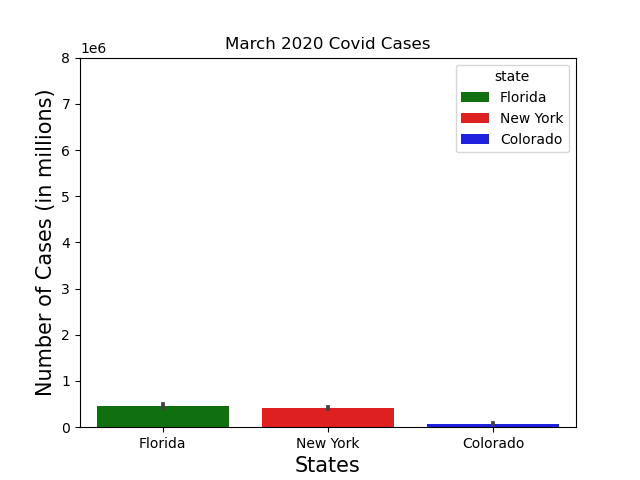 March 2020 Covid Cases
1e6
8
7
6
5
4
3
2
1
0
Number of Cases (in millions)
state
Florida
New York
Colorado
Florida New York Colorado
States